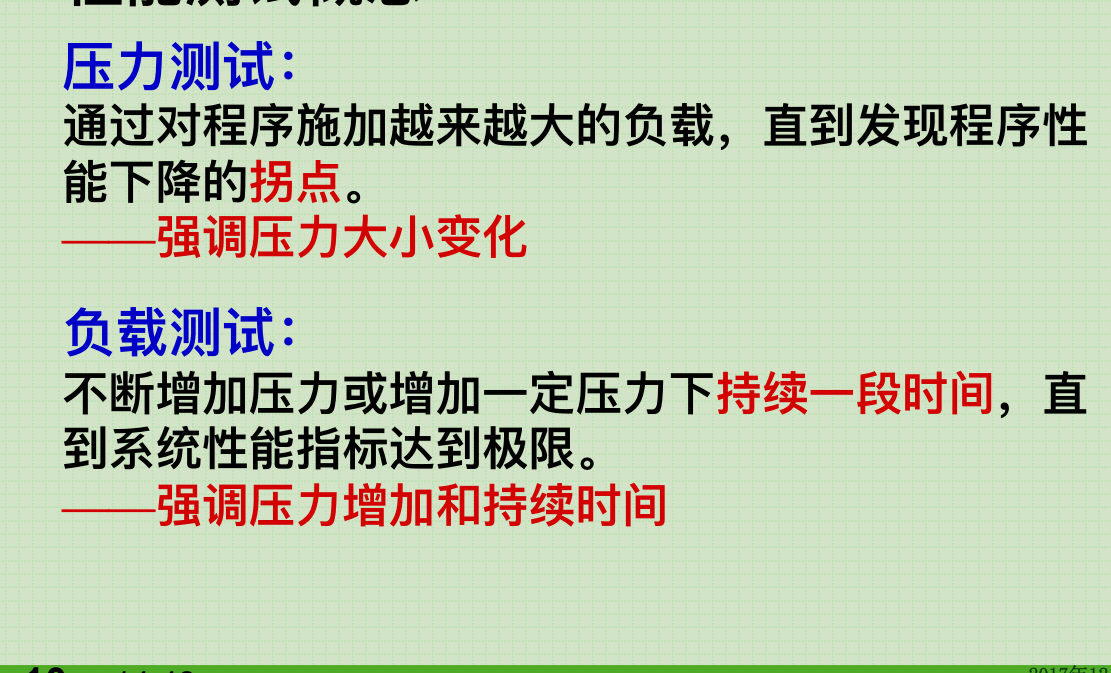 压力测试：
通过对程序施加越来越大的负载，直到发现程序性
能下降的拐点。
——强调压力大小变化
负载测试：
不断增加压力或增加一定压力下持续一段时间，直
到系统性能指标达到极限。
——强调压力增加和持续时间
2017年12